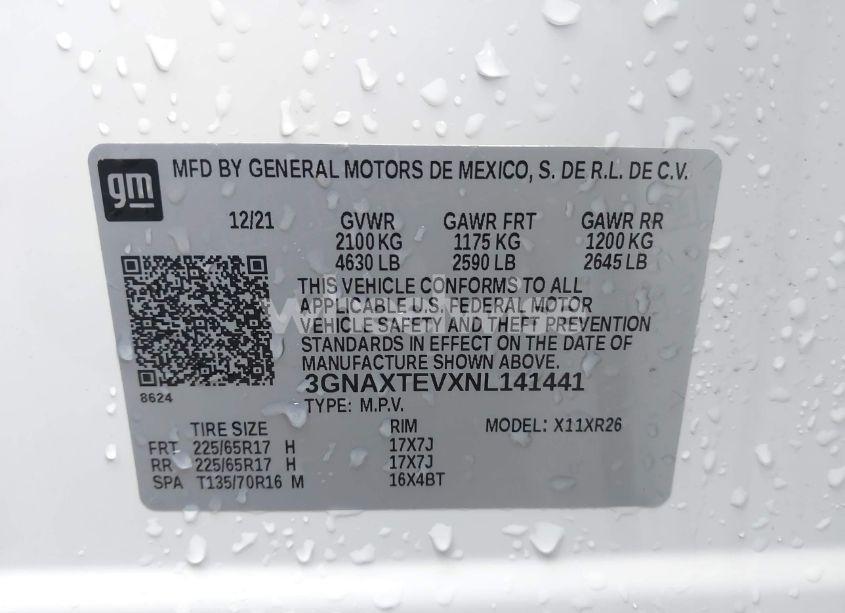 gm
MFD BY GENERAL MOTORS DE MEXICO, S. DE R.L. DE C.V.
12/21 GVWR GAWR FRT GAWR RR
2100 KG 1175 KG 1200 KG
4630 LB 2590 LB 2645 LB
THIS VEHICLE CONFORMS TO ALL
APPLICABLE U.S. FEDERAL MOTOR
VEHICLE SAFETY AND THEFT PREVENTION
STANDARDS IN EFFECT ON THE DATE OF
MANUFACTURE SHOWN ABOVE.
3GNAXTEVXNL141441
8624
TYPE: M.P.V.
TIRE SIZE RIM MODEL: X11XR26
FRT 225/65R17 H 17X7J
RR 225/65R17 H 17X7J
SPA T135/70R16 M 16X4BT